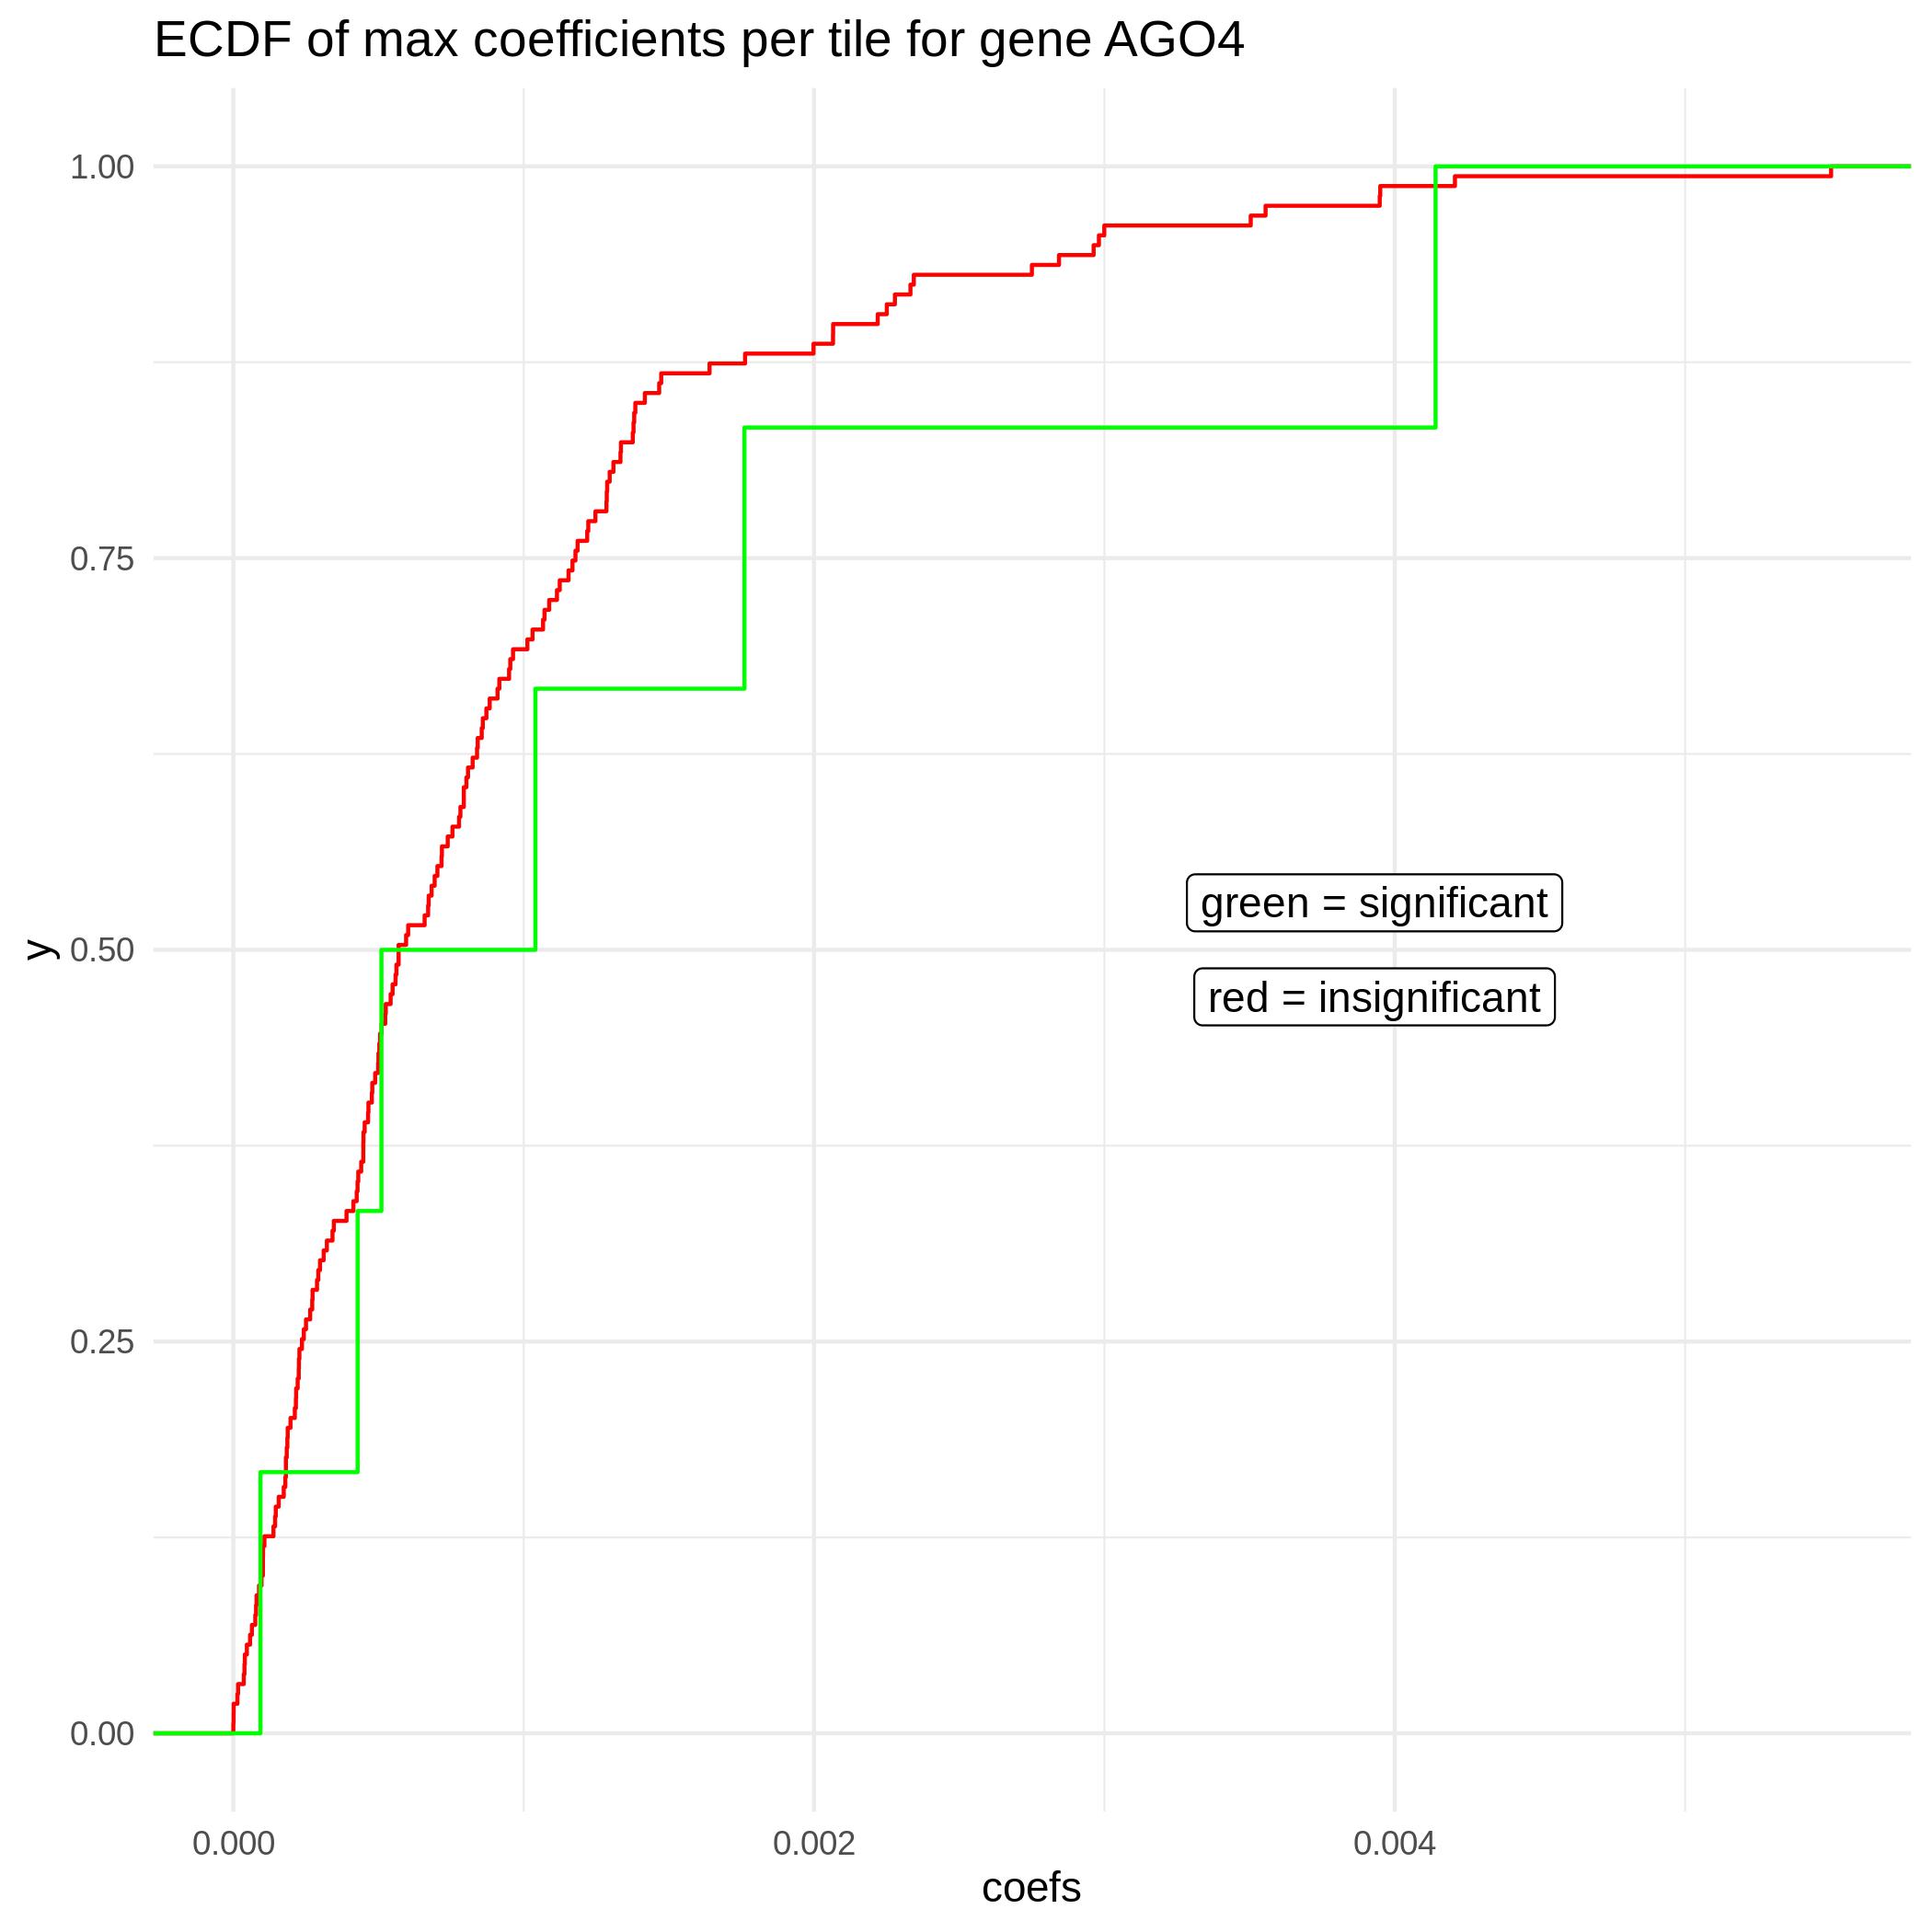 ECDF of max coefficients per tile for gene AGO4
1.00
0.75
0.50
0.25
0.00
y
green = significant
red = insignificant
0.000
0.002
0.004
coefs